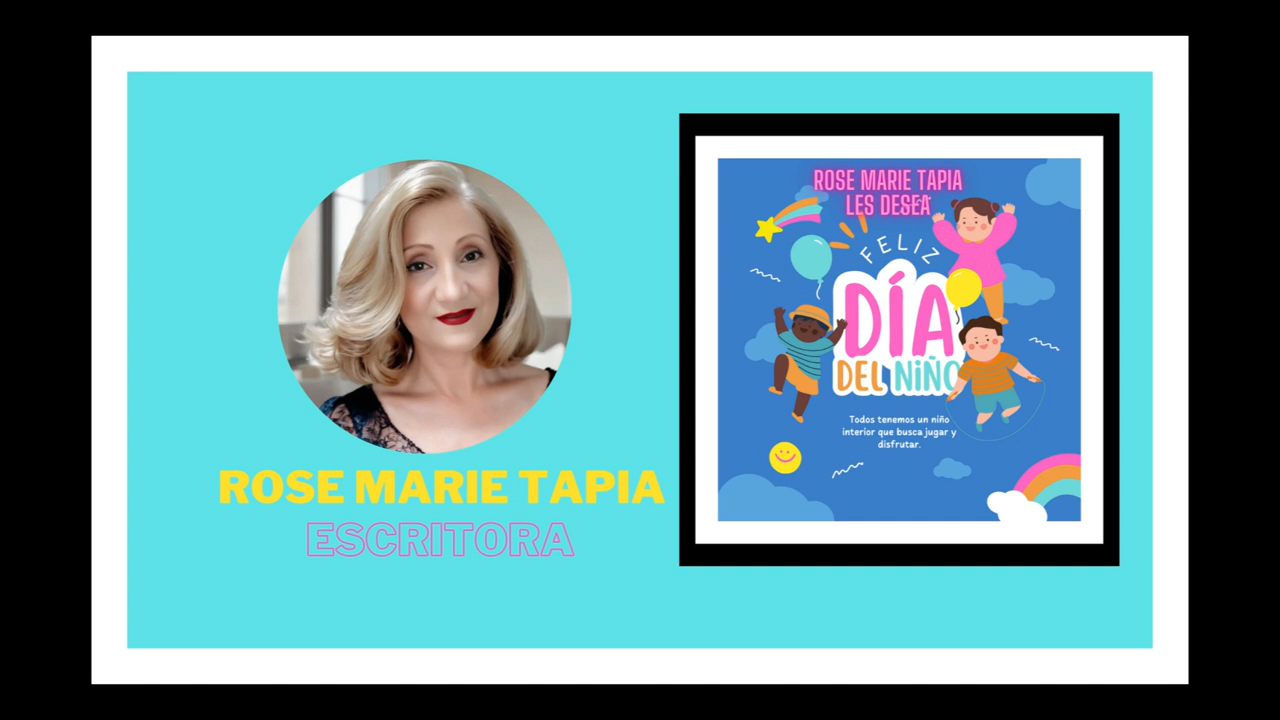 ROSE MARIE TAPIA
ESCRITORA
ROSE MARIE TAPIA
LES DESEA
FELIZ
DÍA
DEL NIÑO
Todos tenemos un niño
interior que busca jugar y
disfrutar.